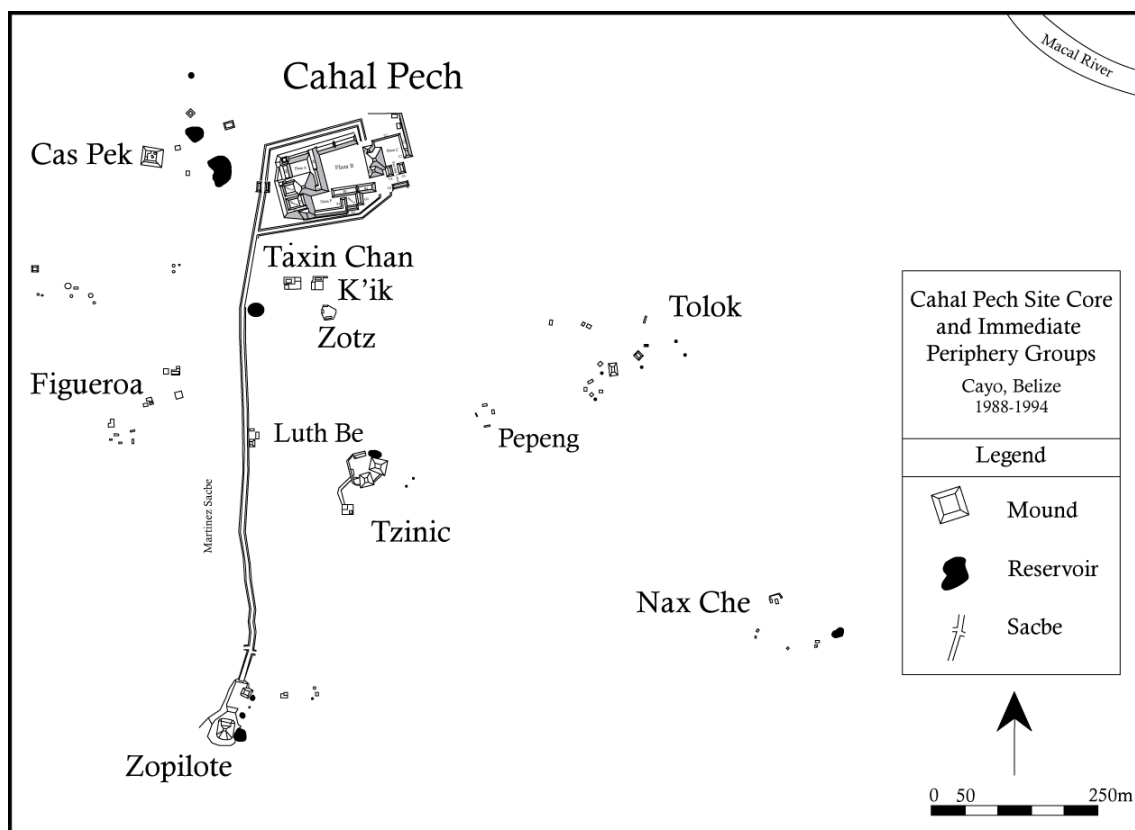 Macal River
Cahal Pech
Cas Pek
Plaza B
Taxin Chan
K'ik
Zotz
Tolok
Figueroa
Luth Be
Pepeng
Martinez Sacbe
Tzinic
Nax Che
Zopilote
Cahal Pech Site Core
and Immediate
Periphery Groups
Cayo, Belize
1988-1994
Legend
Mound
Reservoir
Sacbe
0 50 250m